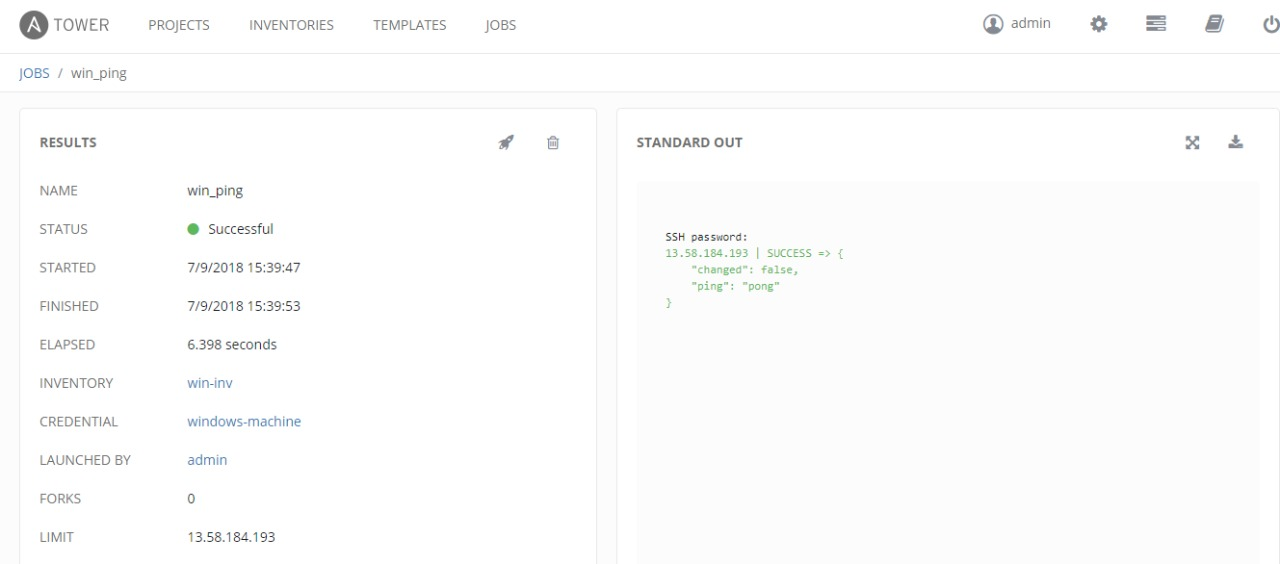 TOWER PROJECTS INVENTORIES TEMPLATES JOBS admin
JOBS / win_ping
RESULTS
NAME win_ping
STATUS Successful
STARTED 7/9/2018 15:39:47
FINISHED 7/9/2018 15:39:53
ELAPSED 6.398 seconds
INVENTORY win-inv
CREDENTIAL windows-machine
LAUNCHED BY admin
FORKS 0
LIMIT 13.58.184.193
STANDARD OUT
SSH password:
13.58.184.193 | SUCCESS => {
    "changed": false,
    "ping": "pong"
}